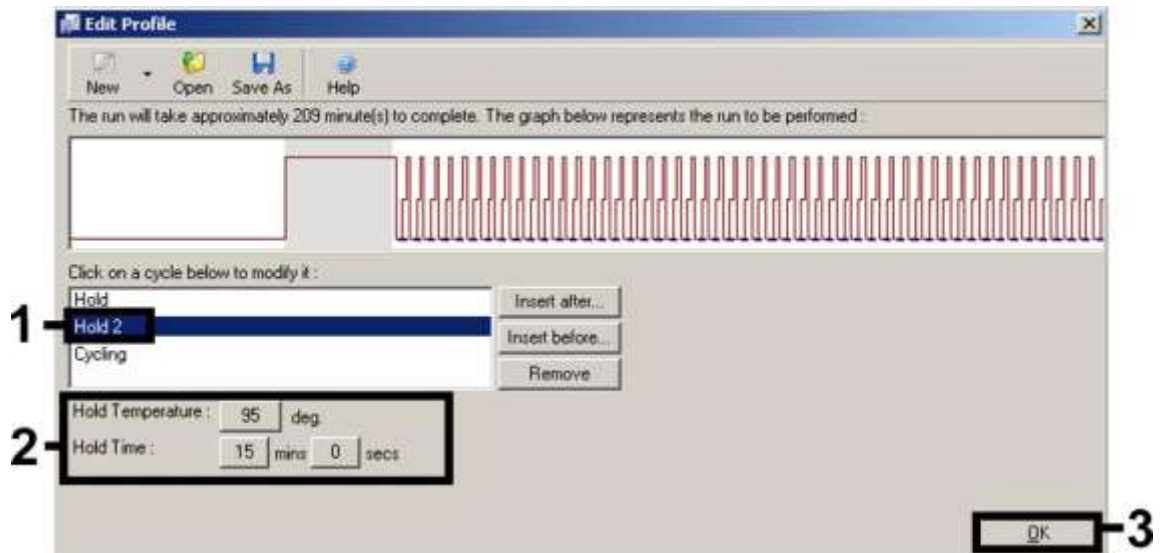 Edit Profile
New Open Save As Help
The run will take approximately 209 minute(s) to complete. The graph below represents the run to be performed :
Click on a cycle below to modify it :
Hold
Insert after...
1
Hold 2
Insert before...
Cycling
Remove
2
Hold Temperature : 95 deg.
Hold Time : 15 mins 0 secs
OK
3